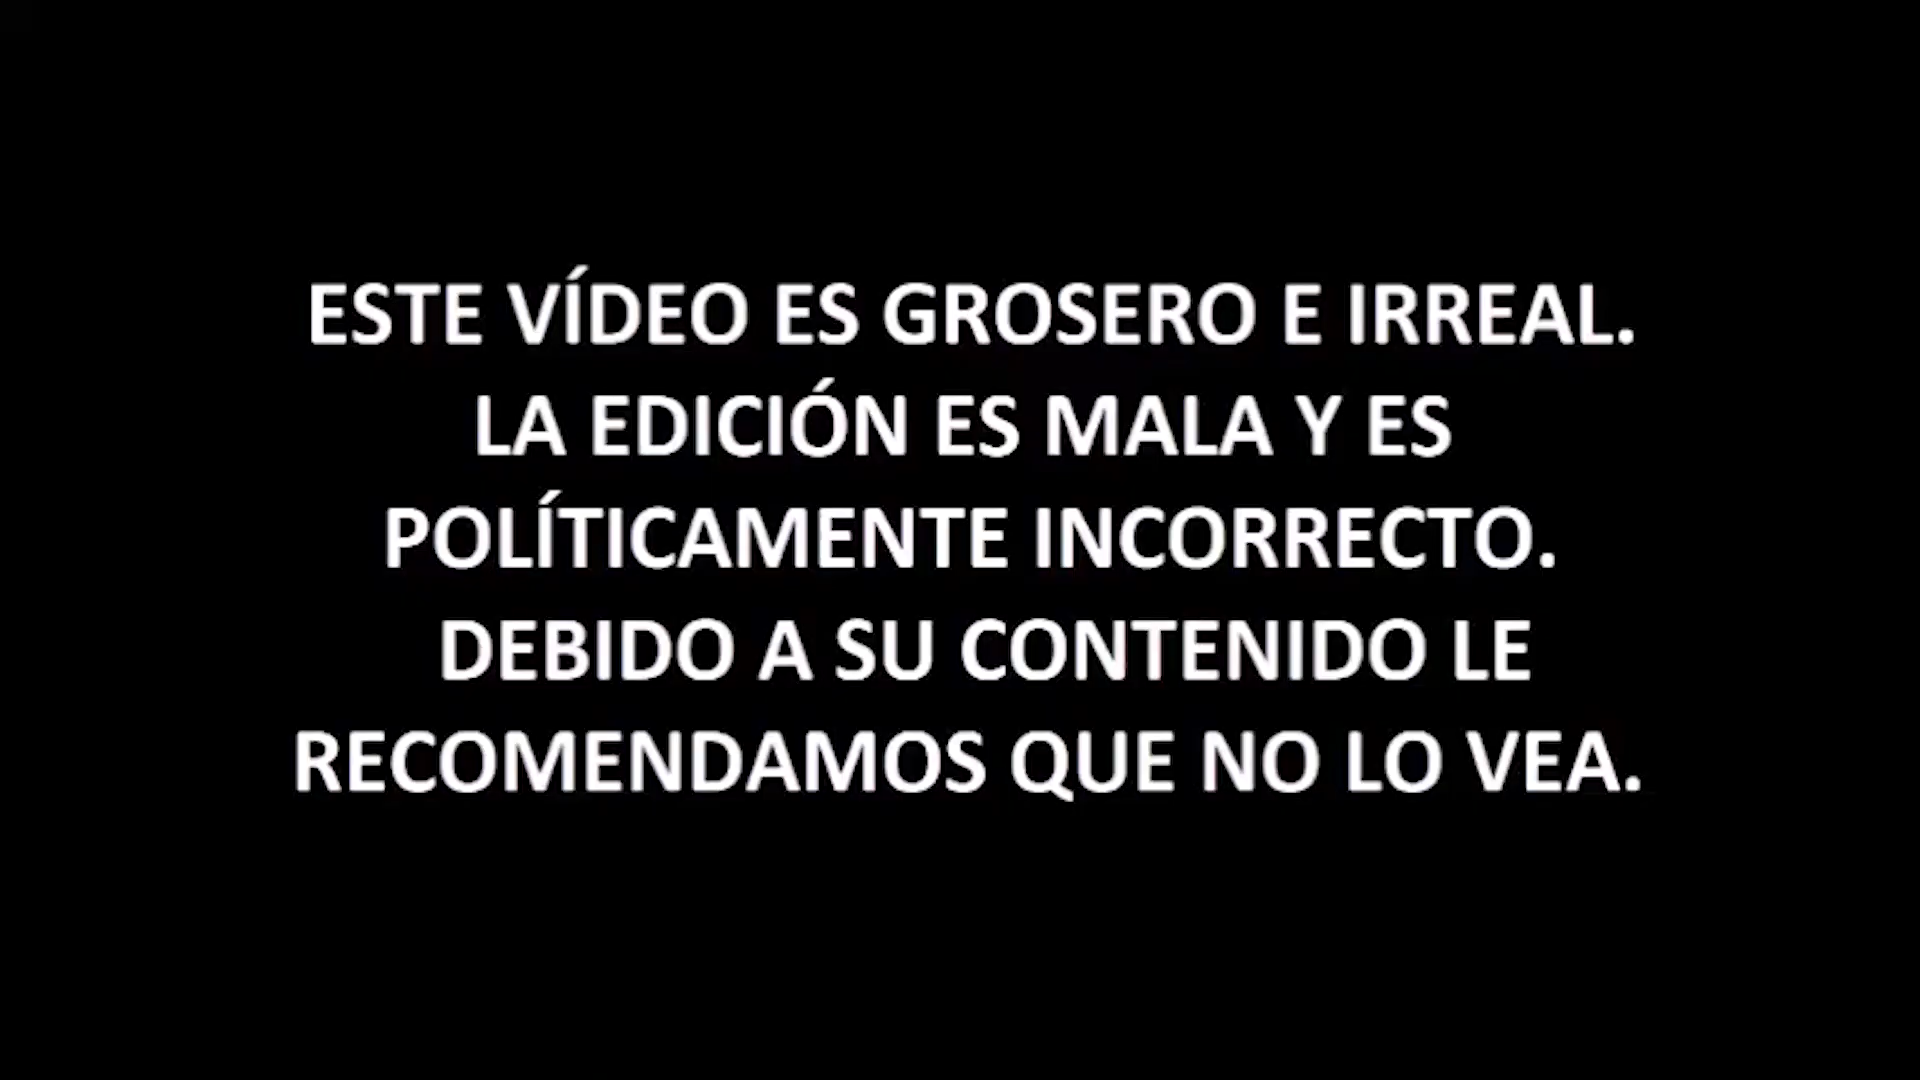 ESTE VÍDEO ES GROSERO E IRREAL.
LA EDICIÓN ES MALA Y ES
POLÍTICAMENTE INCORRECTO.
DEBIDO A SU CONTENIDO LE
RECOMENDAMOS QUE NO LO VEA.